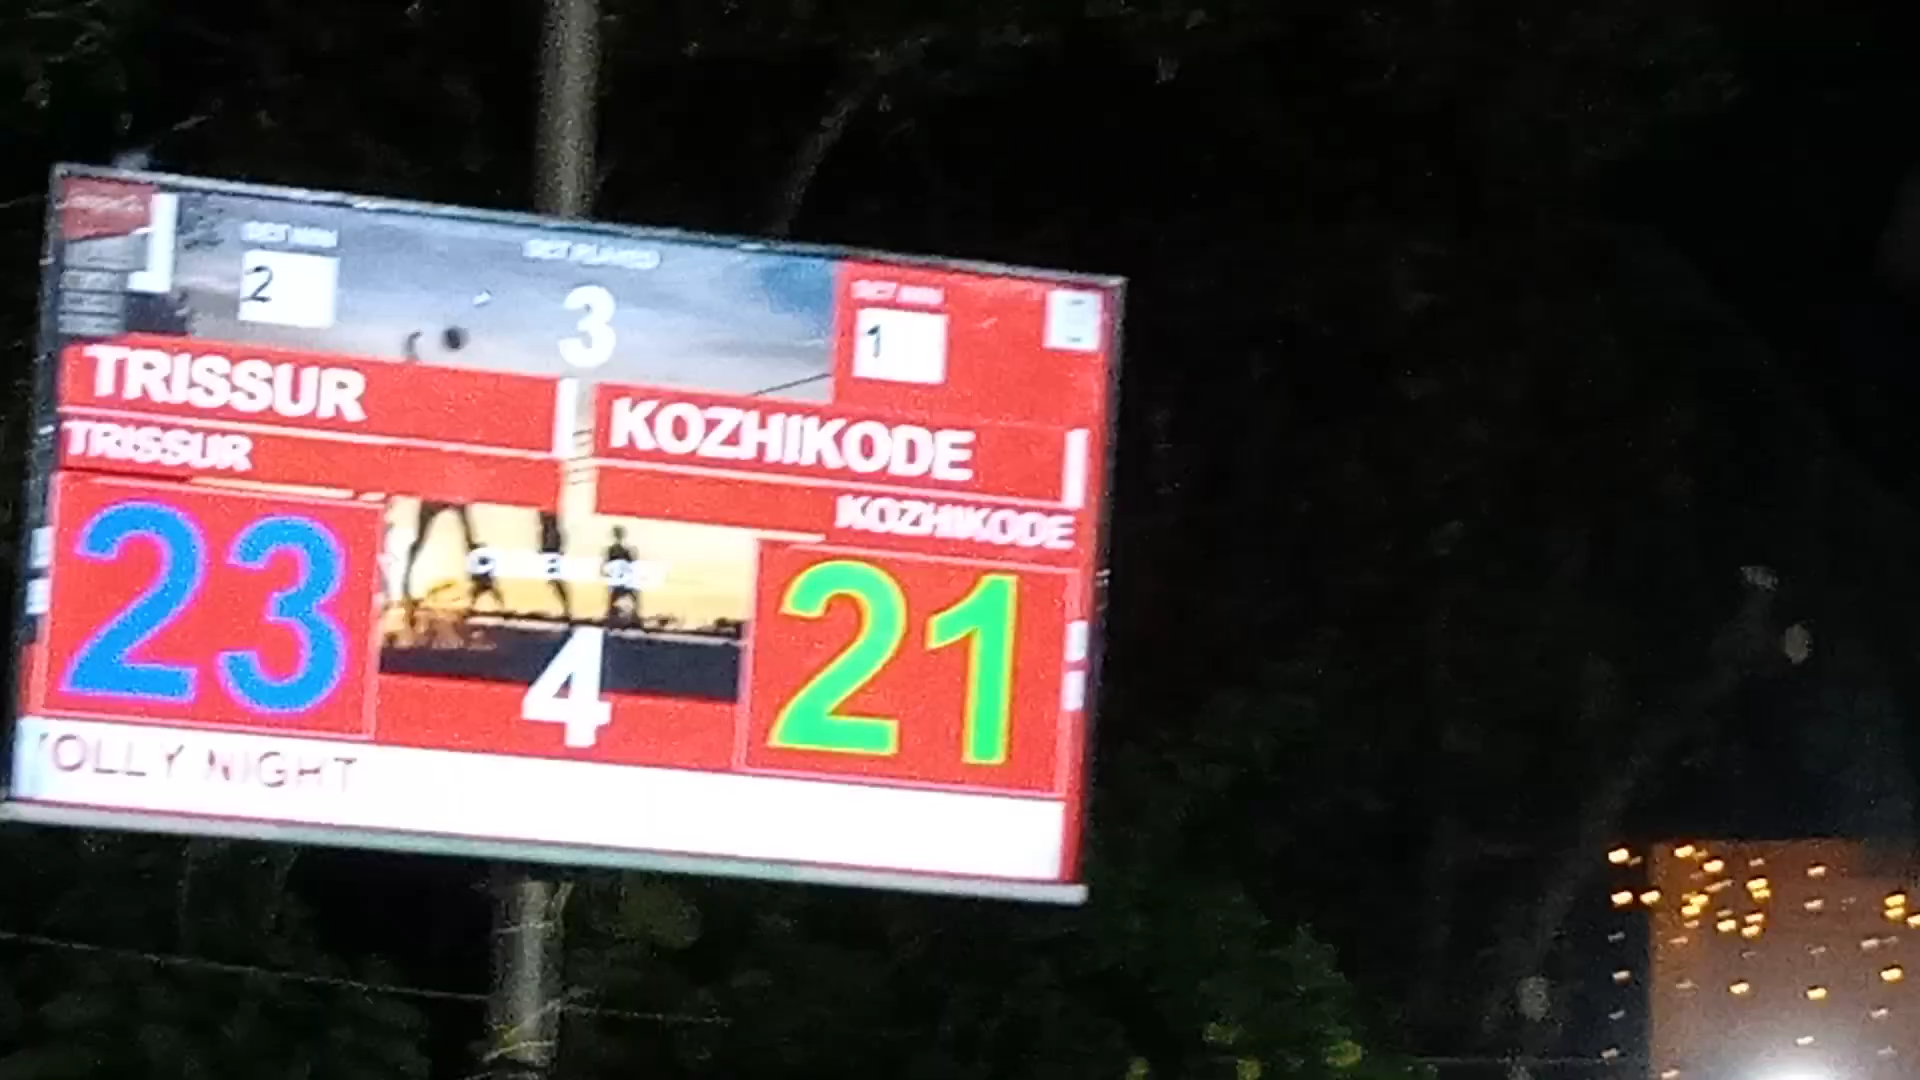 SET WIN
SET PLAYED
SET WIN
2
3
1
TRISSUR
KOZHIKODE
TRISSUR
KOZHIKODE
23
21
4
OLLY NIGHT